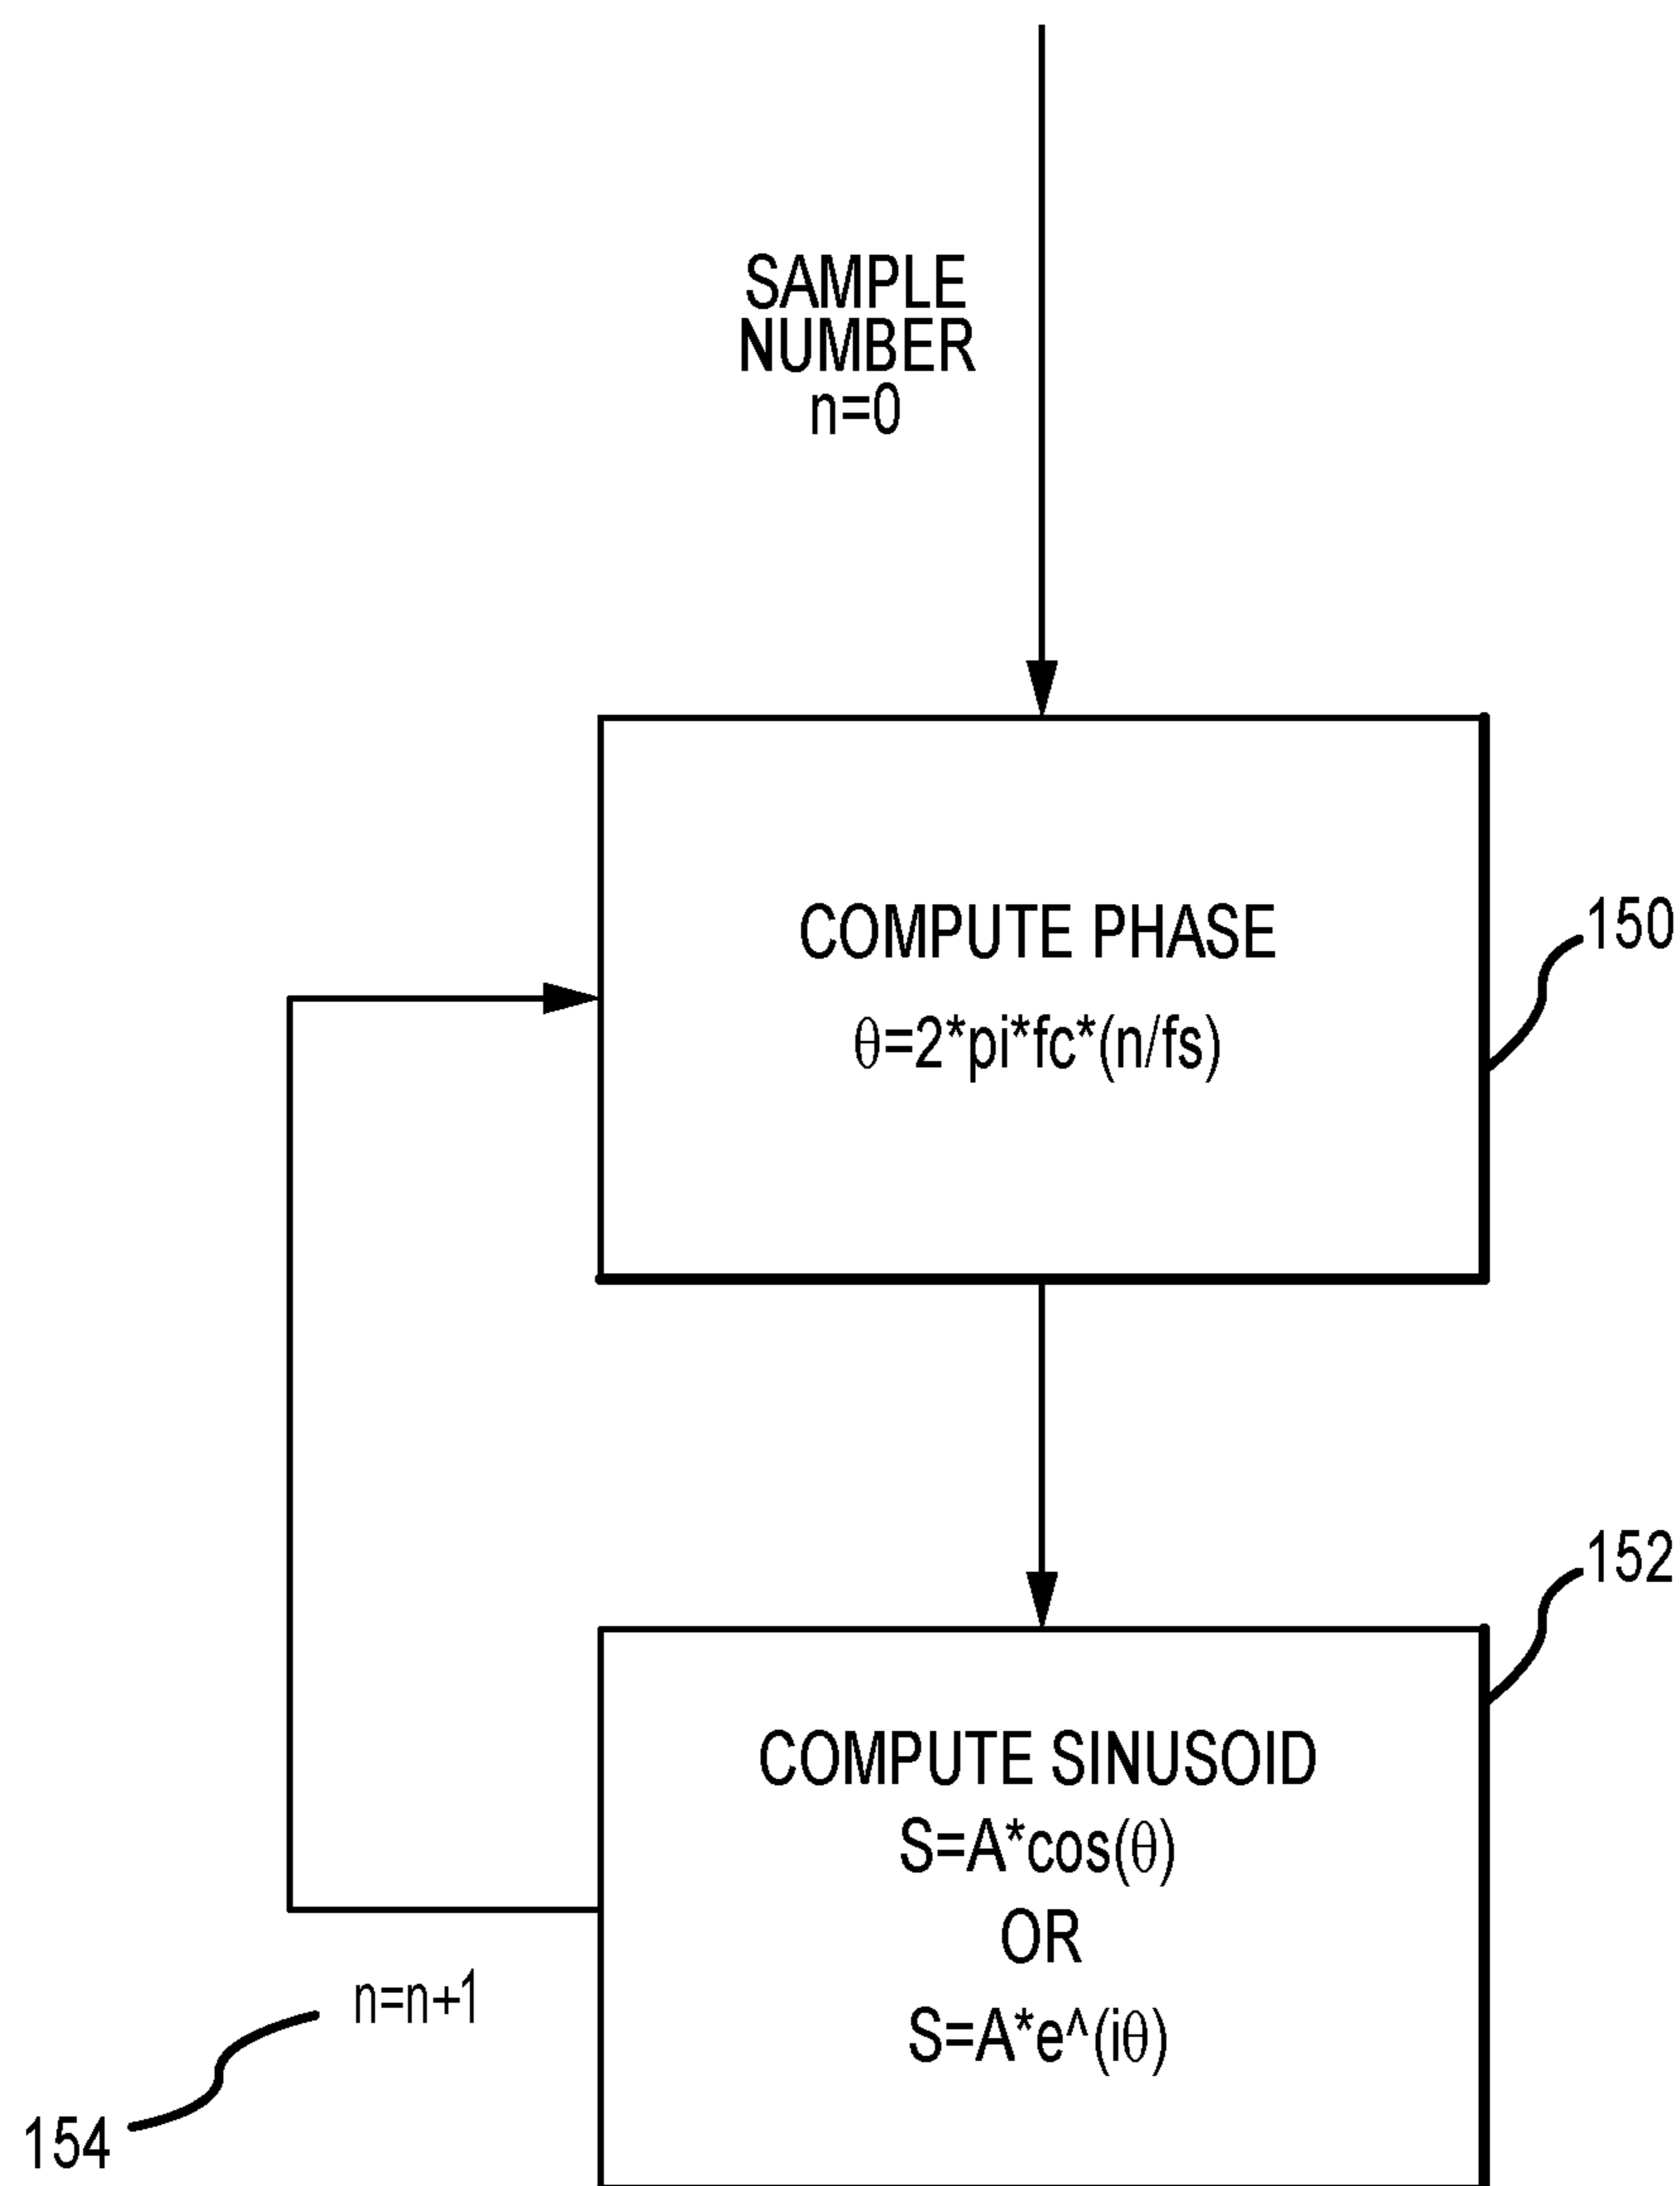 SAMPLE
NUMBER
n=0
COMPUTE PHASE
θ=2*pi*fc*(n/fs)
150
152
COMPUTE SINUSOID
S=A*cos(θ)
OR
S=A*e^(iθ)
n=n+1
154